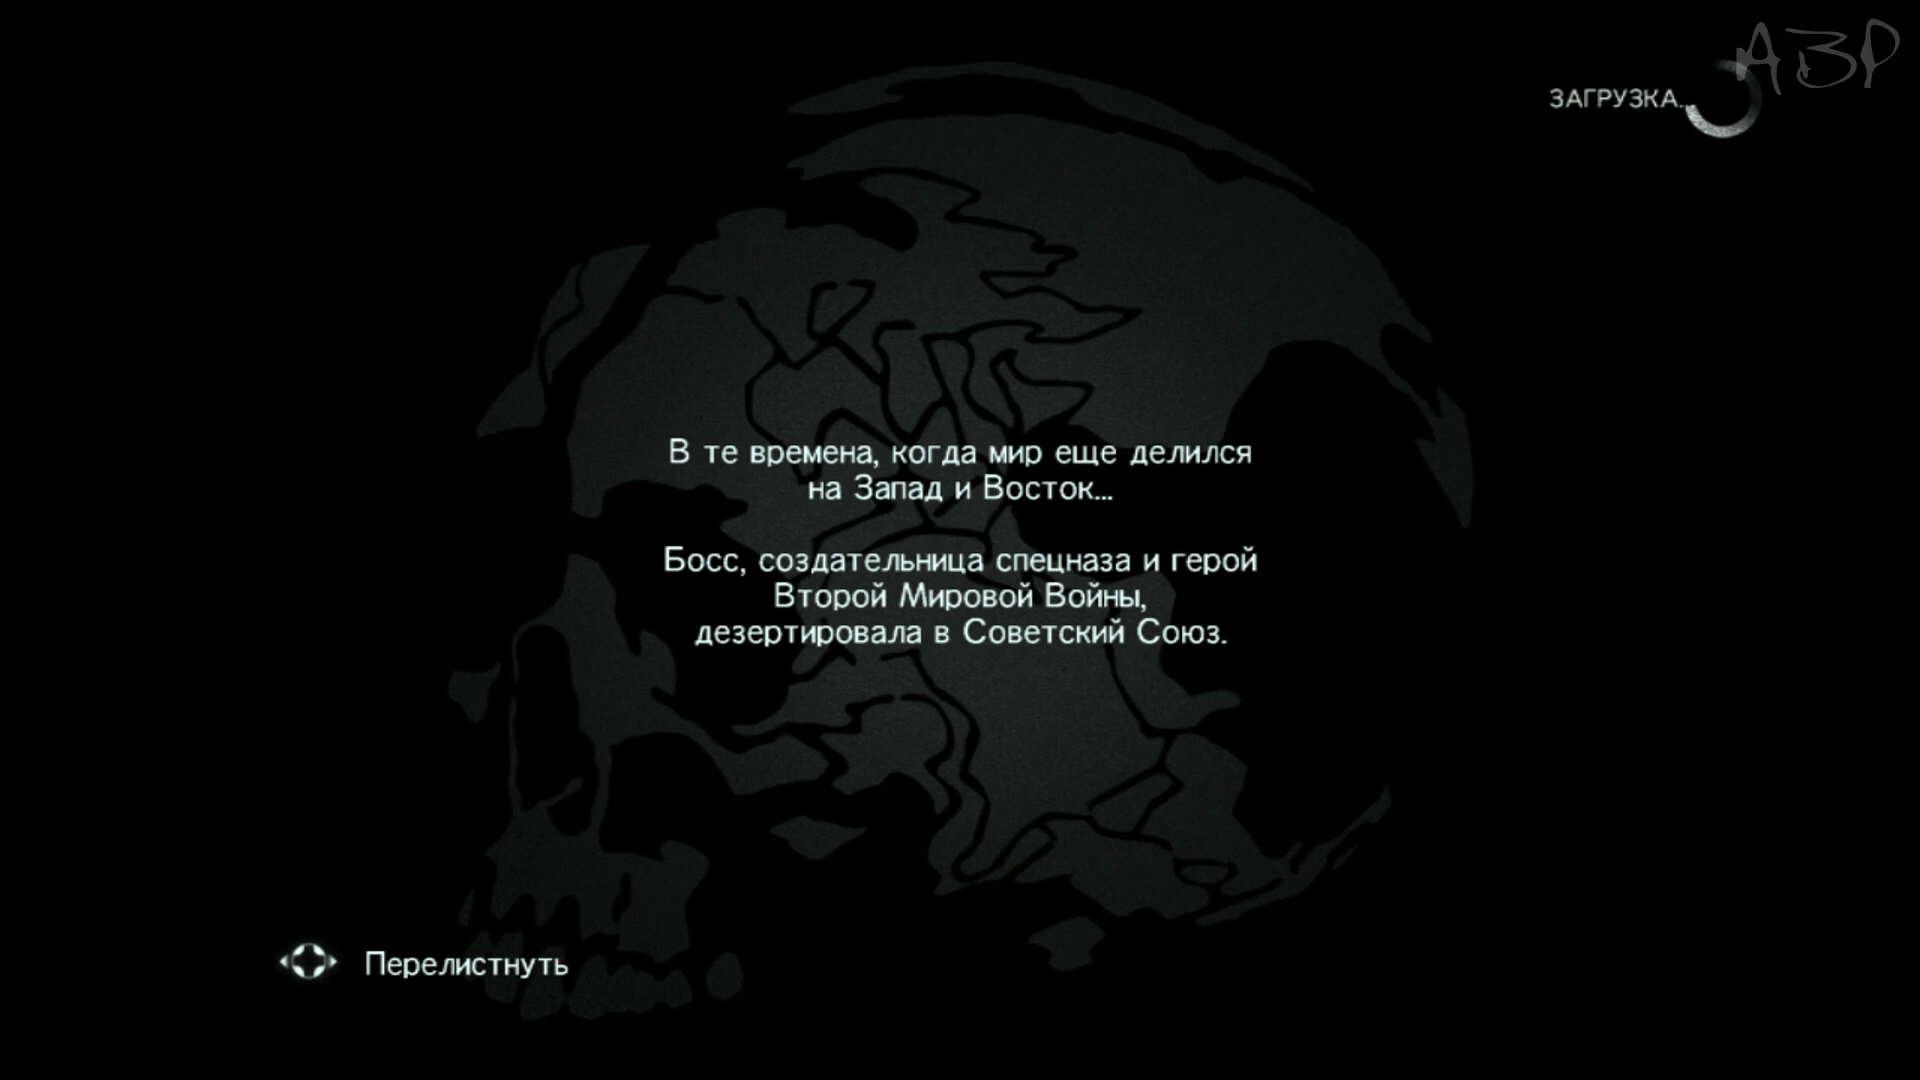 АЗР
ЗАГРУЗКА...
В те времена, когда мир еще делился
на Запад и Восток...
Босс, создательница спецназа и герой
Второй Мировой Войны,
дезертировала в Советский Союз.
Перелистнуть